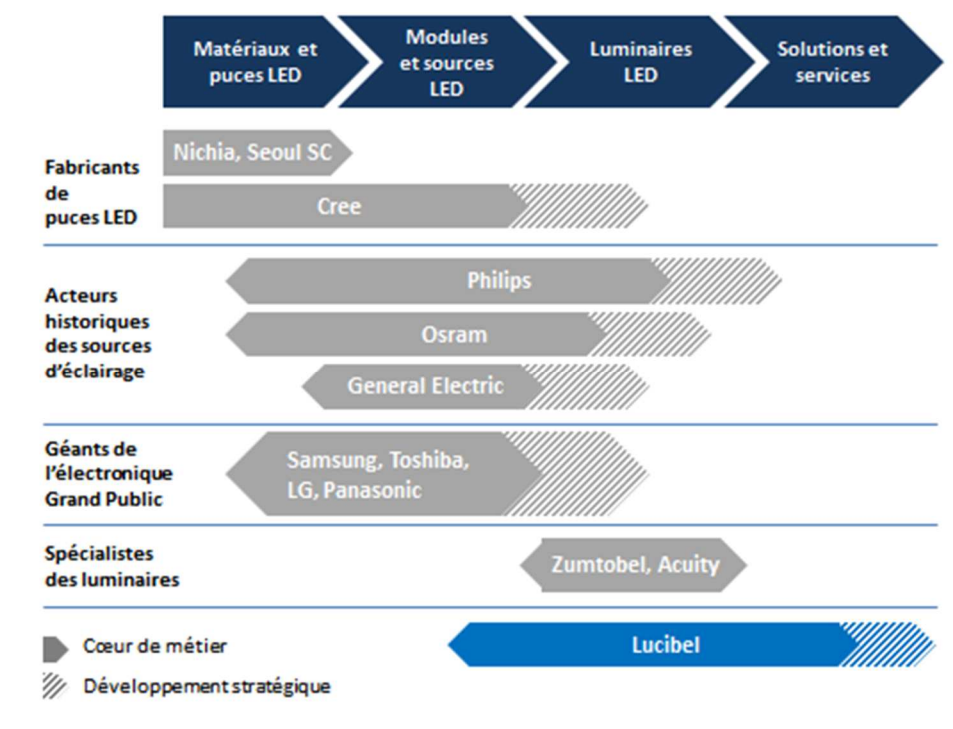 Matériaux et
puces LED
Modules
et sources
LED
Luminaires
LED
Solutions et
services
Fabricants
de
puces LED
Nichia, Seoul SC
Cree
Acteurs
historiques
des sources
d'éclairage
Philips
Osram
General Electric
Géants de
l'électronique
Grand Public
Samsung, Toshiba,
LG, Panasonic
Spécialistes
des luminaires
Zumtobel, Acuity
Cœur de métier
Développement stratégique
Lucibel